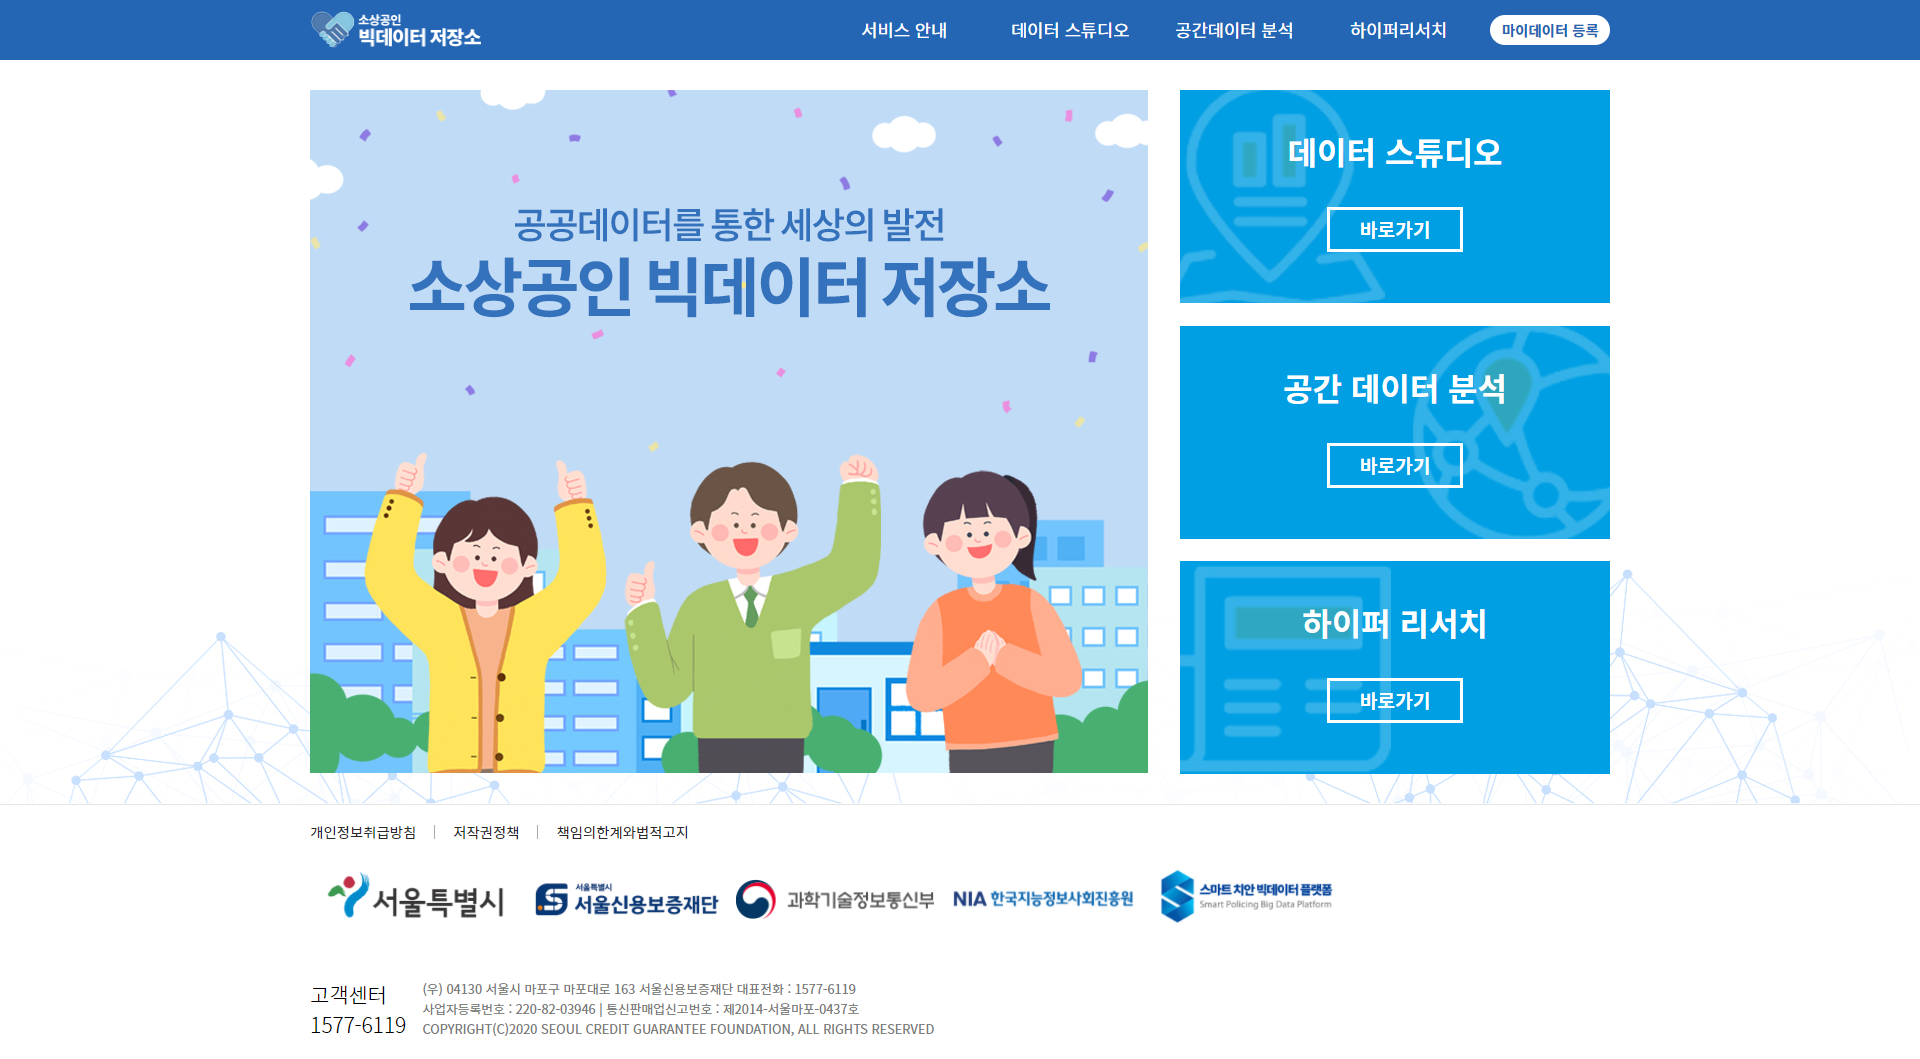 소상공인
빅데이터 저장소
서비스 안내
데이터 스튜디오
공간데이터 분석
하이퍼리서치
마이데이터 등록
공공데이터를 통한 세상의 발전
소상공인 빅데이터 저장소
데이터 스튜디오
바로가기
공간 데이터 분석
바로가기
하이퍼 리서치
바로가기
개인정보취급방침
저작권정책
책임의한계와법적고지
서울특별시
서울특별시
서울신용보증재단
과학기술정보통신부
NIA 한국지능정보사회진흥원
스마트 치안 빅데이터 플랫폼
Smart Policing Big Data Platform
고객센터
1577-6119
(우) 04130 서울시 마포구 마포대로 163 서울신용보증재단 대표전화 : 1577-6119
사업자등록번호 : 220-82-03946 | 통신판매업신고번호 : 제2014-서울마포-0437호
COPYRIGHT(C)2020 SEOUL CREDIT GUARANTEE FOUNDATION, ALL RIGHTS RESERVED